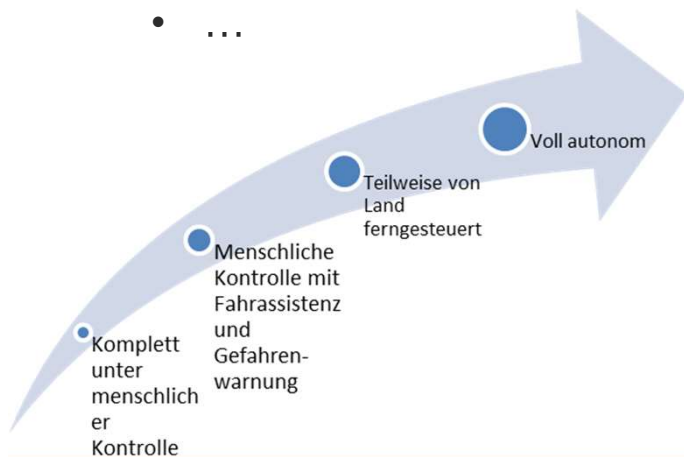 • ...
Voll autonom
Teilweise von
Land
ferngesteuert
Menschliche
Kontrolle mit
Fahrassistenz
und
Gefahren-
warnung
Komplett
unter
menschlich
er
Kontrolle